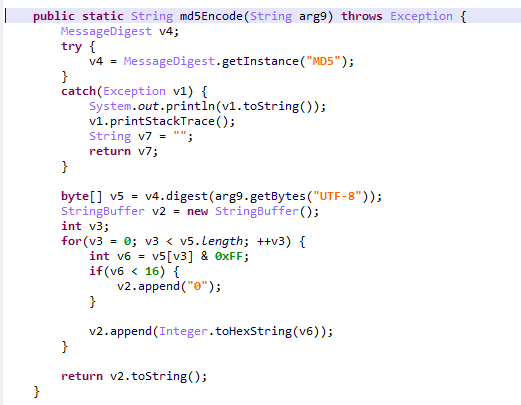 public static String md5Encode(String arg9) throws Exception {
    MessageDigest v4;
    try {
        v4 = MessageDigest.getInstance("MD5");
    }
    catch(Exception v1) {
        System.out.println(v1.toString());
        v1.printStackTrace();
        String v7 = "";
        return v7;
    }

    byte[] v5 = v4.digest(arg9.getBytes("UTF-8"));
    StringBuffer v2 = new StringBuffer();
    int v3;
    for(v3 = 0; v3 < v5.length; ++v3) {
        int v6 = v5[v3] & 0xFF;
        if(v6 < 16) {
            v2.append("0");
        }

        v2.append(Integer.toHexString(v6));
    }

    return v2.toString();
}